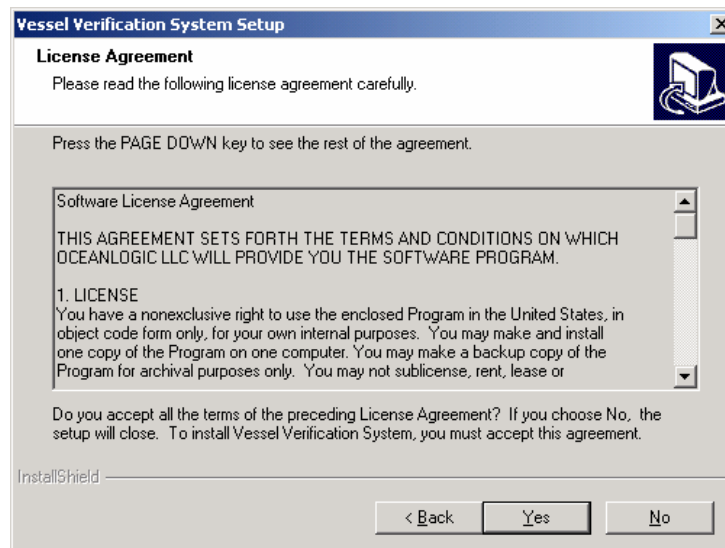 Vessel Verification System Setup
License Agreement
Please read the following license agreement carefully.
Press the PAGE DOWN key to see the rest of the agreement.
Software License Agreement
THIS AGREEMENT SETS FORTH THE TERMS AND CONDITIONS ON WHICH
OCEANLOGIC LLC WILL PROVIDE YOU THE SOFTWARE PROGRAM.
1. LICENSE
You have a nonexclusive right to use the enclosed Program in the United States, in
object code form only, for your own internal purposes.  You may make and install
one copy of the Program on one computer. You may make a backup copy of the
Program for archival purposes only.  You may not sublicense, rent, lease or
Do you accept all the terms of the preceding License Agreement?  If you choose No,  the
setup will close.  To install Vessel Verification System, you must accept this agreement.
InstallShield
< Back
Yes
No